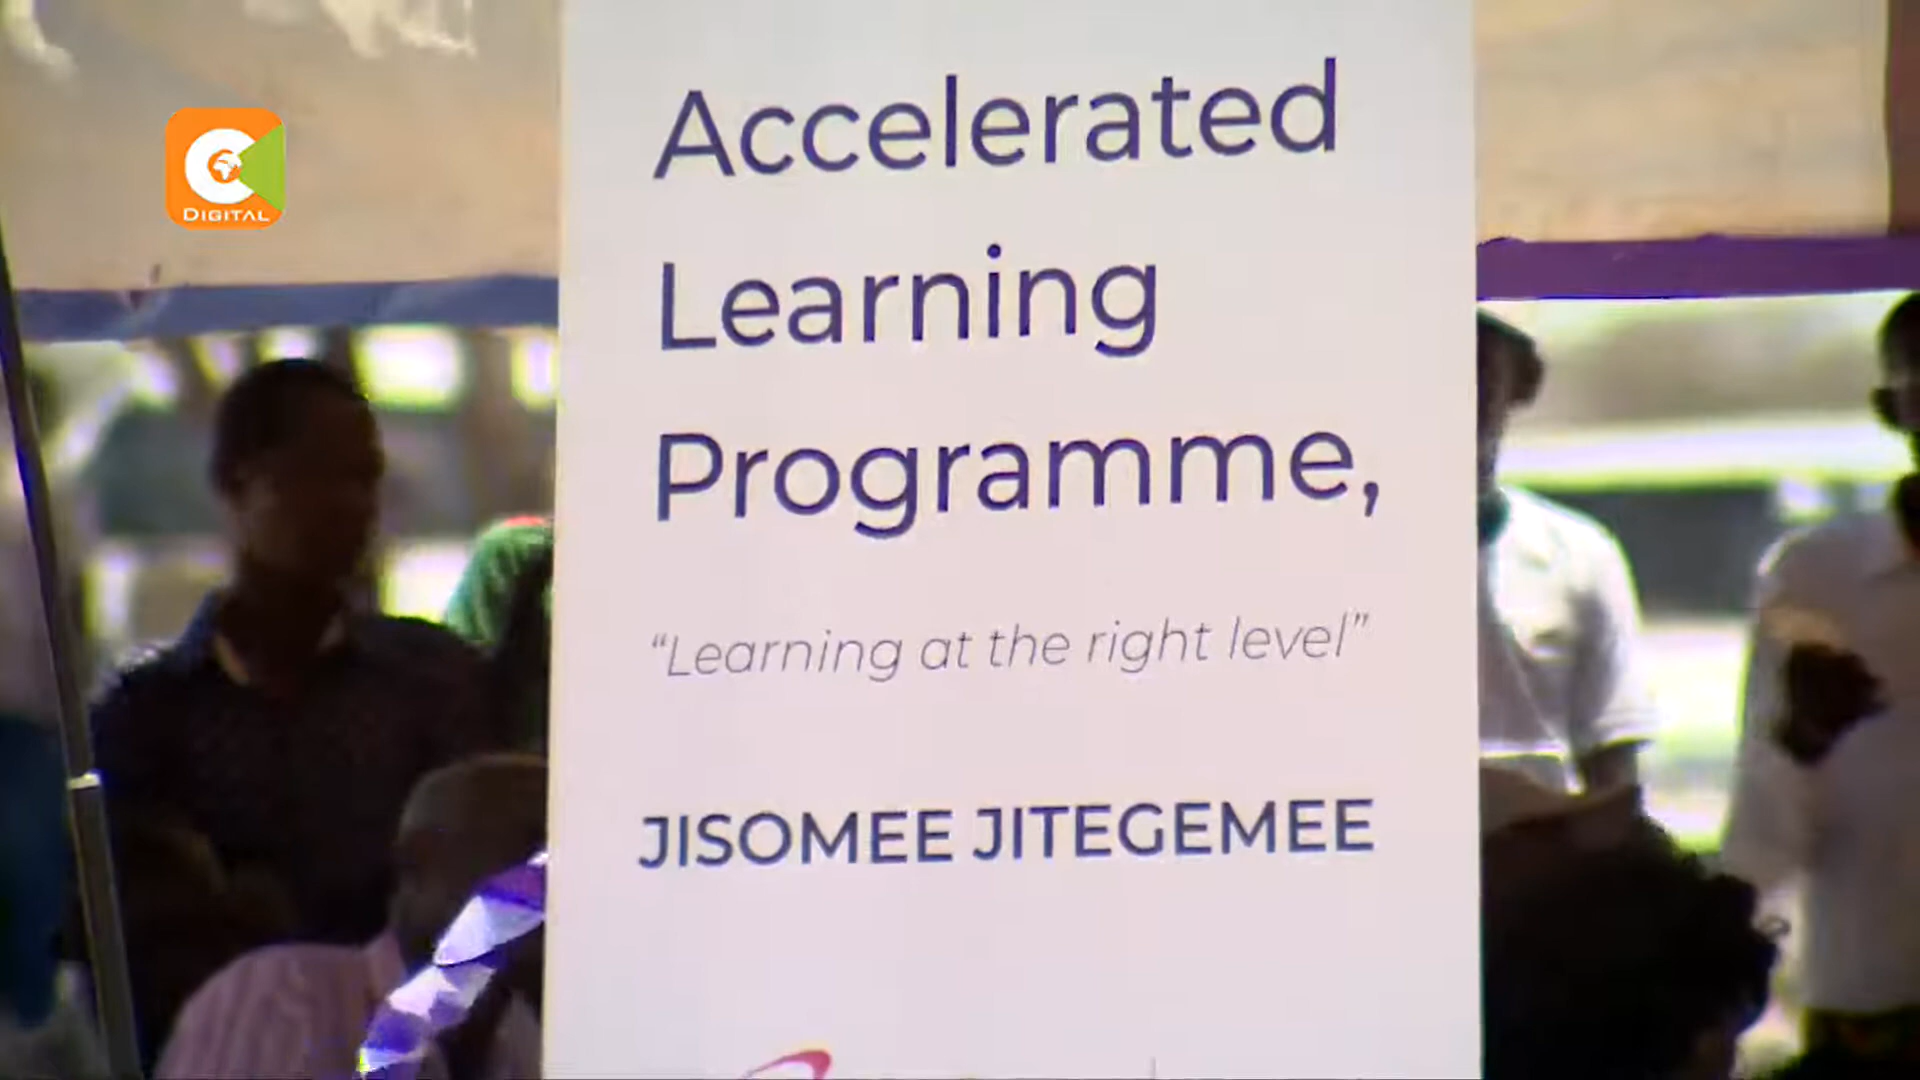 DIGITAL
Accelerated
Learning
Programme,
“Learning at the right level”
JISOMEE JITEGEMEE